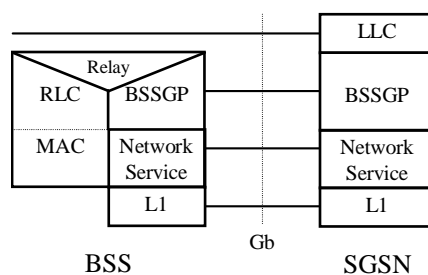 LLC
Relay
RLC
BSSGP
BSSGP
MAC
Network
Service
Network
Service
L1
L1
Gb
BSS
SGSN